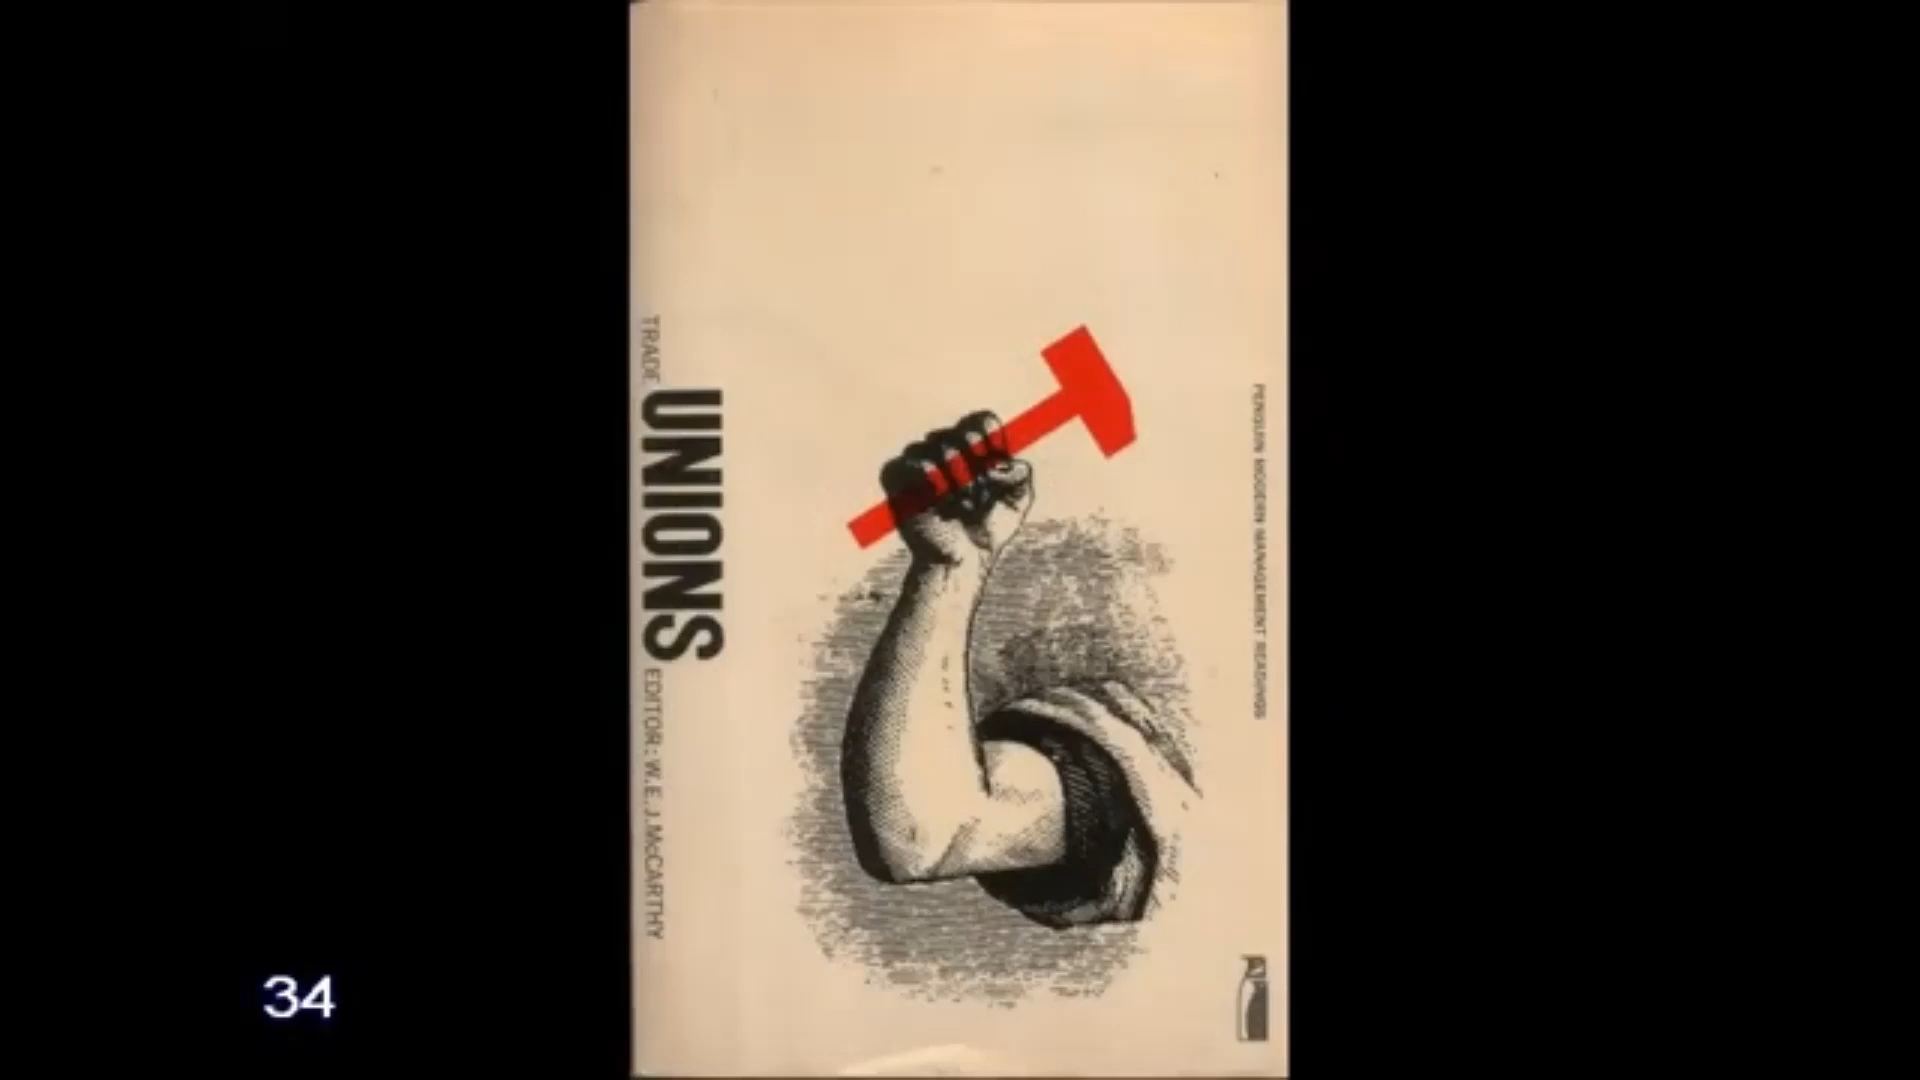 TRADE
UNIONS
EDITOR: W.E.J. McCARTHY
PENGUIN MODERN MANAGEMENT READINGS
34